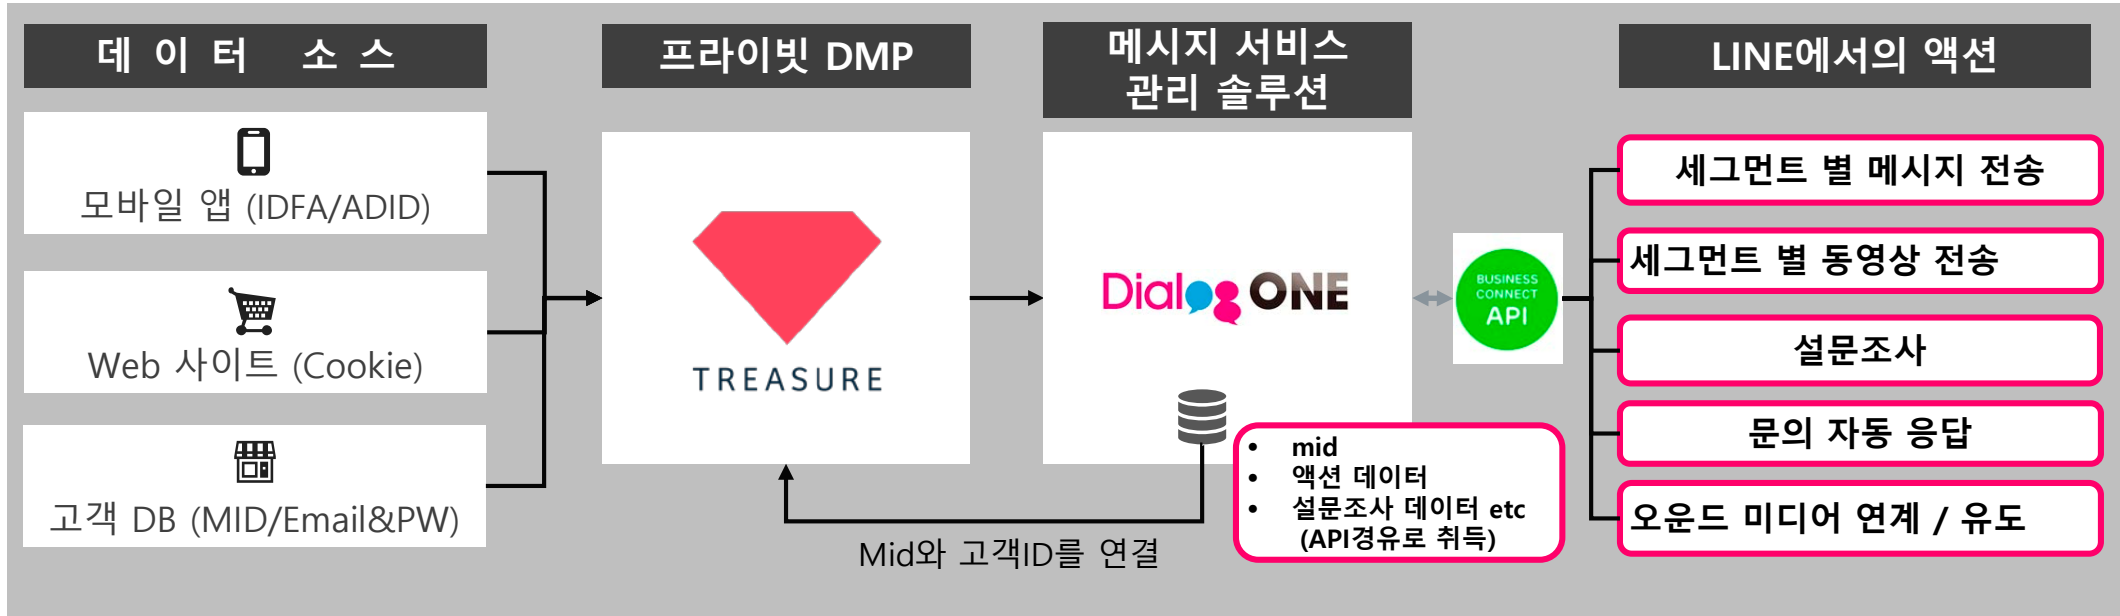 데 이 터 소 스
모바일 앱 (IDFA/ADID)
Web 사이트 (Cookie)
고객 DB (MID/Email&PW)
프라이빗 DMP
TREASURE
메시지 서비스
관리 솔루션
Dialog ONE
• mid
• 액션 데이터
• 설문조사 데이터 etc
(API경유로 취득)
Mid와 고객ID를 연결
BUSINESS
CONNECT
API
LINE에서의 액션
세그먼트 별 메시지 전송
세그먼트 별 동영상 전송
설문조사
문의 자동 응답
오운드 미디어 연계 / 유도